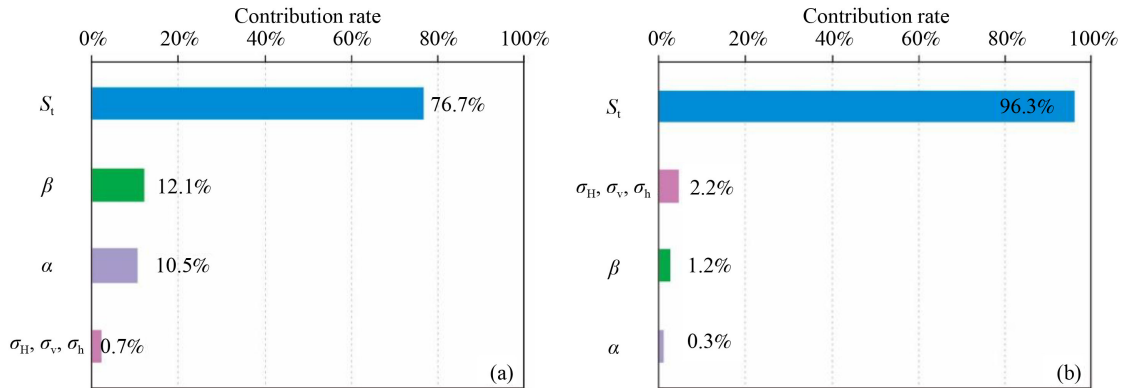 Contribution rate
0% 20% 40% 60% 80% 100%
St 76.7%
β 12.1%
α 10.5%
σH, σv, σh 0.7%
(a)
Contribution rate
0% 20% 40% 60% 80% 100%
St 96.3%
σH, σv, σh 2.2%
β 1.2%
α 0.3%
(b)